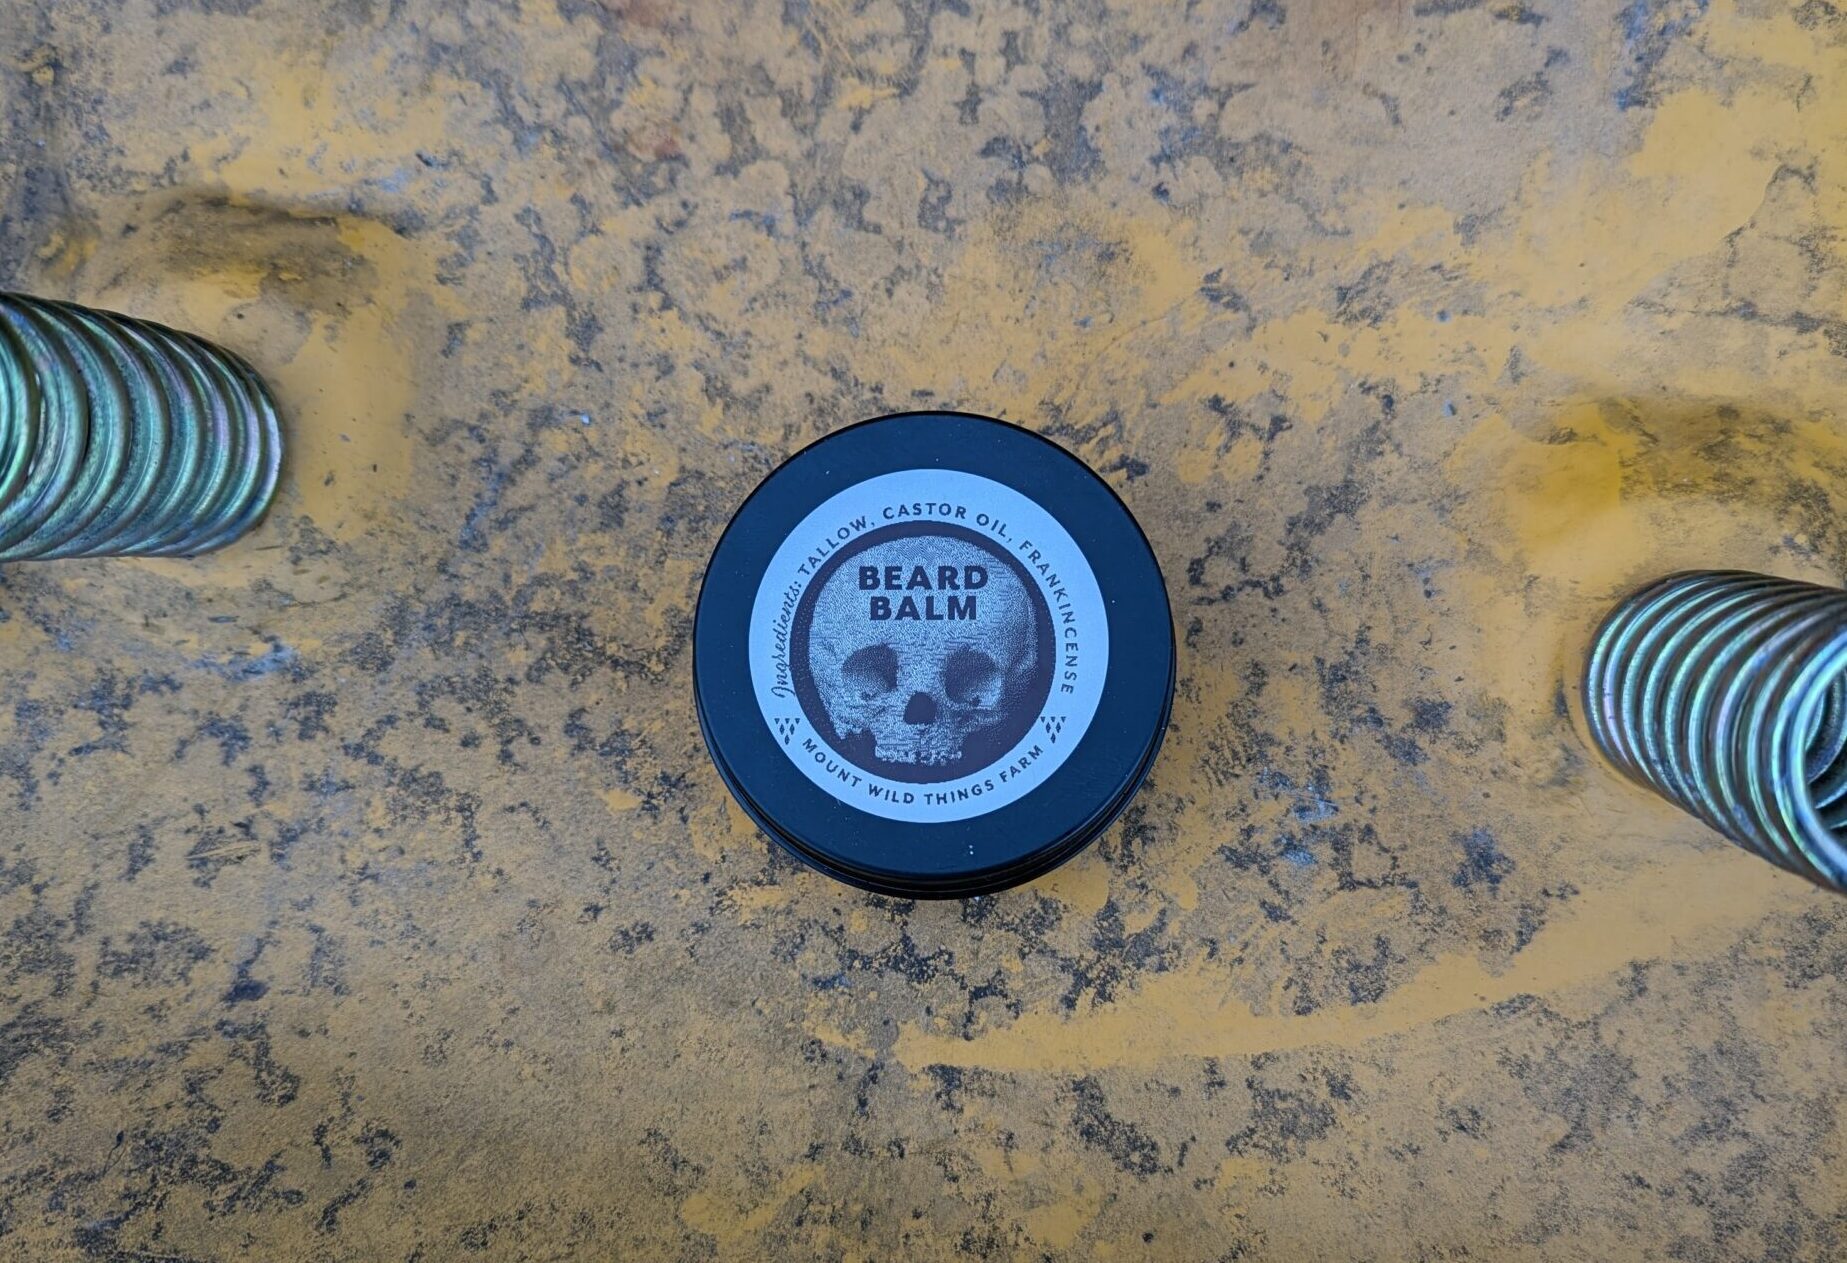 Ingredients: TALLOW, CASTOR OIL, FRANKINCENSE
BEARD
BALM
MOUNT WILD THINGS FARM